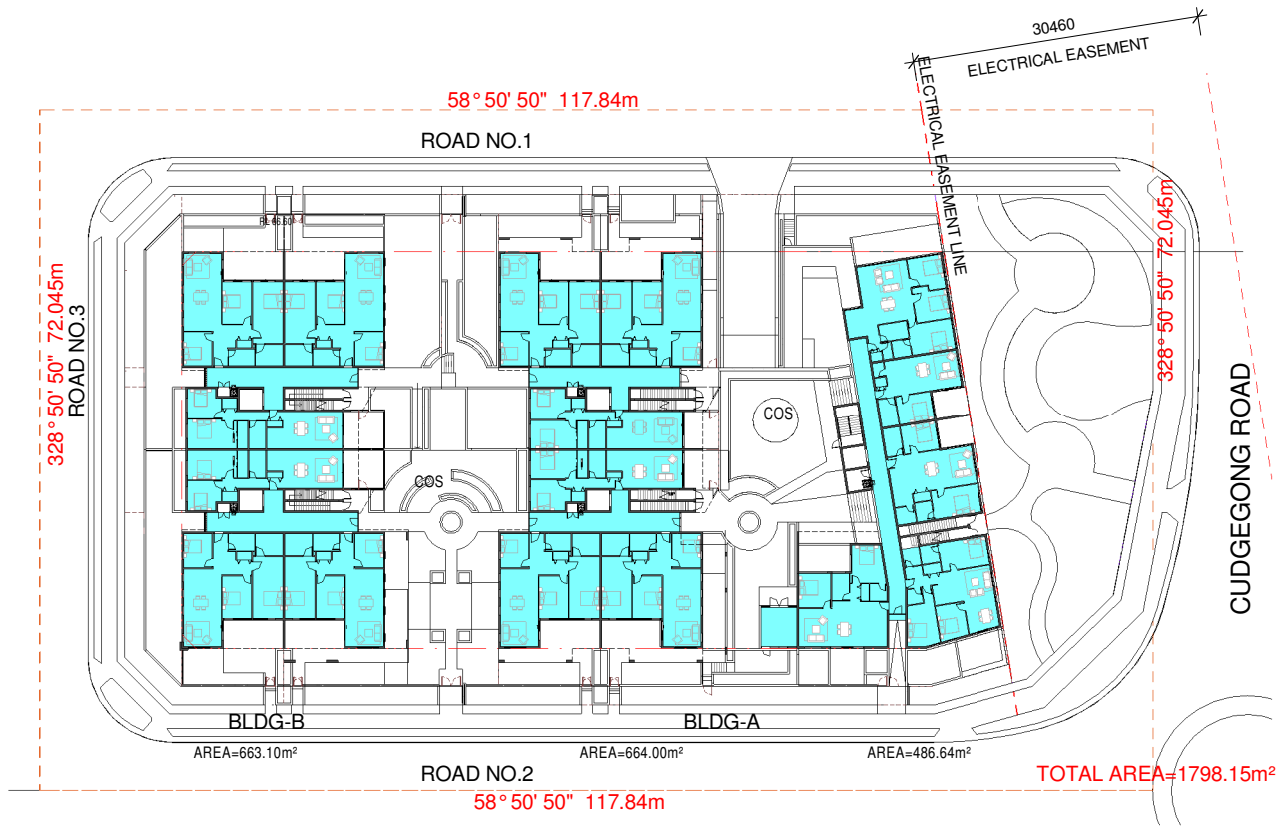 30460
ELECTRICAL EASEMENT
ELECTRICAL EASEMENT LINE
58° 50' 50" 117.84m
ROAD NO.1
328° 50' 50" 72.045m
ROAD NO.3
328° 50' 50" 72.045m
CUDGEGONG ROAD
COS
COS
BLDG-B
BLDG-A
AREA=663.10m²
AREA=664.00m²
AREA=486.64m²
ROAD NO.2
TOTAL AREA=1798.15m²
58° 50' 50" 117.84m